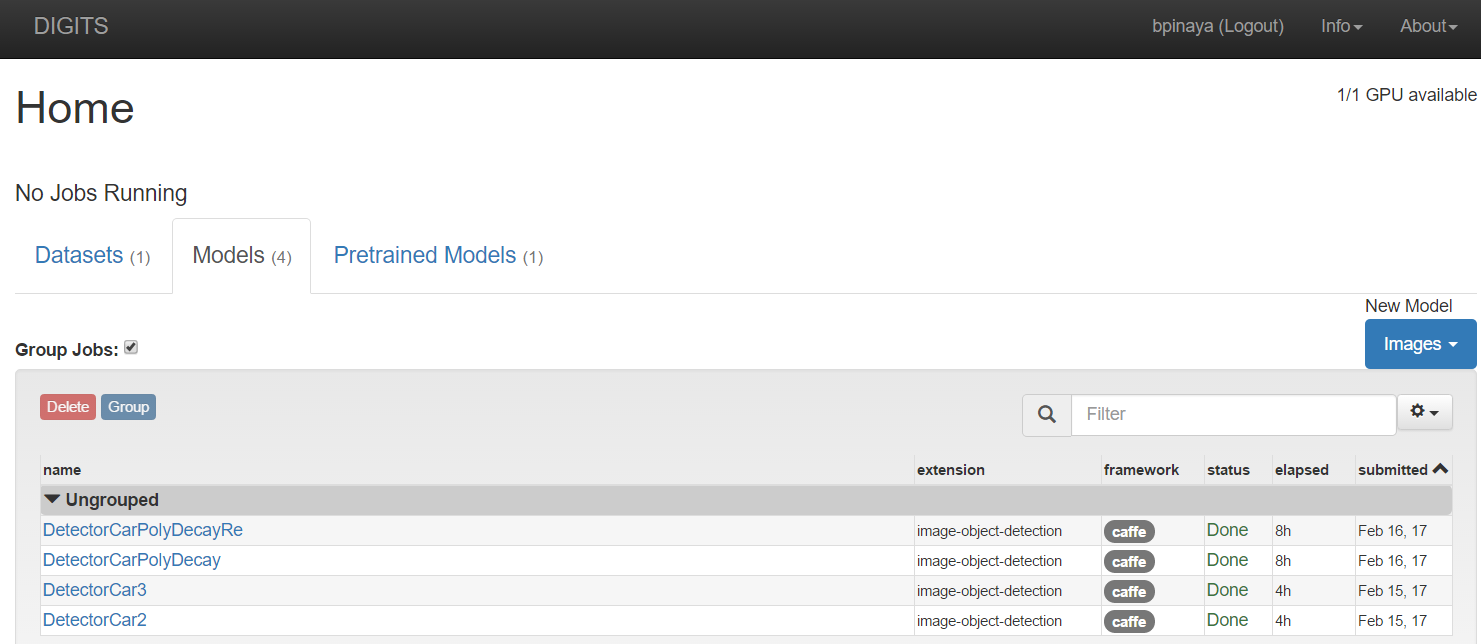 DIGITS bpinaya (Logout) Info About
Home
1/1 GPU available
No Jobs Running
Datasets (1) Models (4) Pretrained Models (1)
New Model
Group Jobs: Images
Delete Group Filter
name extension framework status elapsed submitted
Ungrouped
DetectorCarPolyDecayRe image-object-detection caffe Done 8h Feb 16, 17
DetectorCarPolyDecay image-object-detection caffe Done 8h Feb 16, 17
DetectorCar3 image-object-detection caffe Done 4h Feb 15, 17
DetectorCar2 image-object-detection caffe Done 4h Feb 15, 17